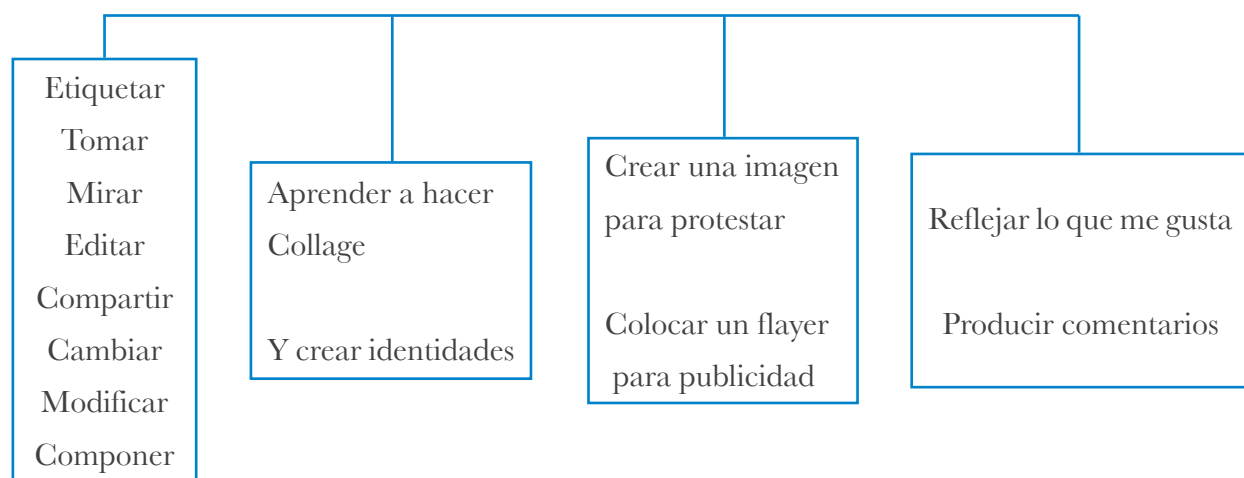 Etiquetar
Tomar
Mirar
Editar
Compartir
Cambiar
Modificar
Componer
Aprender a hacer
Collage
Y crear identidades
Crear una imagen
para protestar
Colocar un flayer
para publicidad
Reflejar lo que me gusta
Producir comentarios